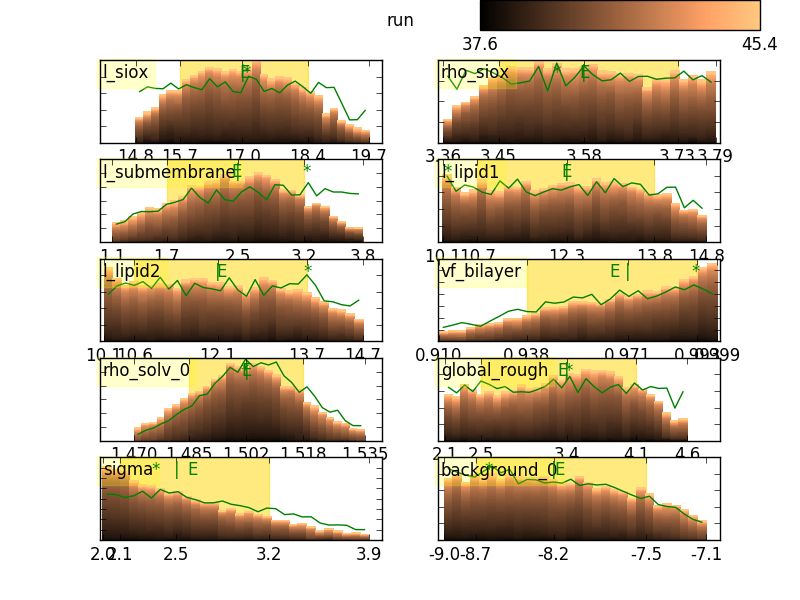 run
37.6 45.4
l_siox
E*
14.8 15.7 17.0 18.4 19.7
rho_siox
* E
3.36 3.45 3.58 3.73 3.79
l_submembrane
E *
1.1 1.7 2.5 3.2 3.8
l_lipid1
* E
10.1 10.7 12.3 13.8 14.8
l_lipid2
|E *
10.1 10.6 12.1 13.7 14.7
vf_bilayer
E | *
0.910 0.938 0.971 0.999
rho_solv_0
*E
1.470 1.485 1.502 1.518 1.535
global_rough
E*
2.1 2.5 3.4 4.1 4.6
sigma
* | E
2.0 2.1 2.5 3.2 3.9
background_0
* |E
-9.0 -8.7 -8.2 -7.5 -7.1